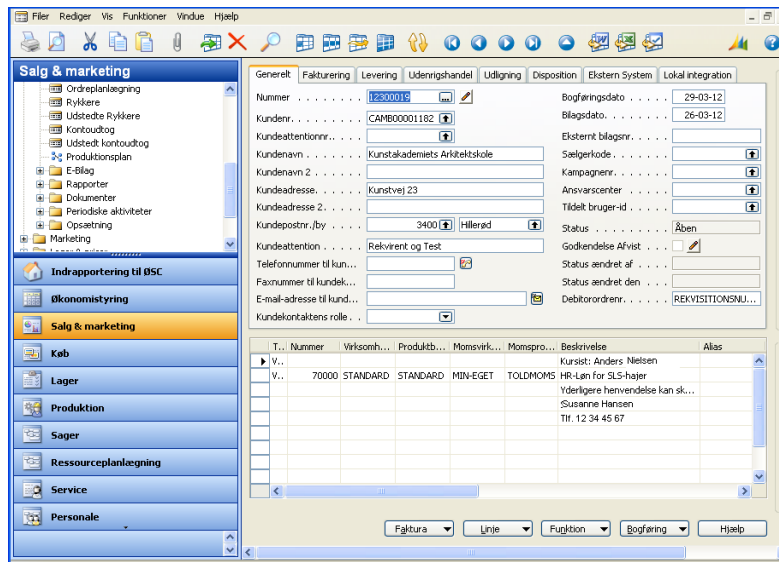 Filer Rediger Vis Funktioner Vindue Hjælp
Salg & marketing
Ordreplanlægning
Rykkere
Udstedte Rykkere
Kontoudtog
Udstedt kontoudtog
Produktionsplan
E-Bilag
Rapporter
Dokumenter
Periodiske aktiviteter
Opsætning
Marketing
Indrapportering til ØSC
Økonomistyring
Salg & marketing
Køb
Lager
Produktion
Sager
Ressourceplanlægning
Service
Personale
Generelt Fakturering Levering Udenrigshandel Udligning Disposition Ekstern System Lokal integration
Nummer . . . . . . . . . 12300019 ...
Kundenr. . . . . . . . . CAMB00001182
Kundeattentionnr. . .
Kundenavn . . . . . . . Kunstakademiets Arkitektskole
Kundenavn 2 . . . . . .
Kundeadresse. . . . . . Kunstvej 23
Kundeadresse 2. . . . .
Kundepostnr./by . . . . 3400 Hillerød
Kundeattention . . . . . Rekvirent og Test
Telefonnummer til kun...
Faxnummer til kundek...
E-mail-adresse til kund...
Kundekontaktens rolle . .
Bogføringsdato . . . . . 29-03-12
Bilagsdato. . . . . . . . 26-03-12
Eksternt bilagsnr. . . . .
Sælgerkode. . . . . . . .
Kampagnenr. . . . . . . .
Ansvarscenter . . . . . .
Tildelt bruger-id . . . . .
Status . . . . . . . . . Åben
Godkendelse Afvist . . .
Status ændret af . . . .
Status ændret den . . .
Debitorordrenr. . . . . . REKVISITIONSNU...
T.. Nummer Virksomh... Produktb... Momsvirk... Momspro... Beskrivelse Alias
V.. Kursist: Anders Nielsen
V.. 70000 STANDARD STANDARD MIN-EGET TOLDMOMS HR-Løn for SLS-hajer
Yderligere henvendelse kan sk...
Susanne Hansen
Tlf. 12 34 45 67
Faktura Linje Funktion Bogføring Hjælp